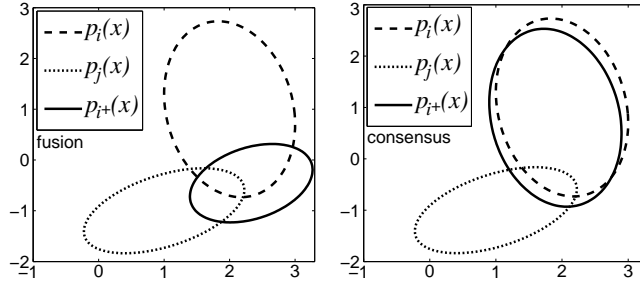 3
2
1
0
−1
−2
−1 0 1 2 3
p_i(x)
p_j(x)
p_{i+}(x)
fusion
3
2
1
0
−1
−2
−1 0 1 2 3
p_i(x)
p_j(x)
p_{i+}(x)
consensus